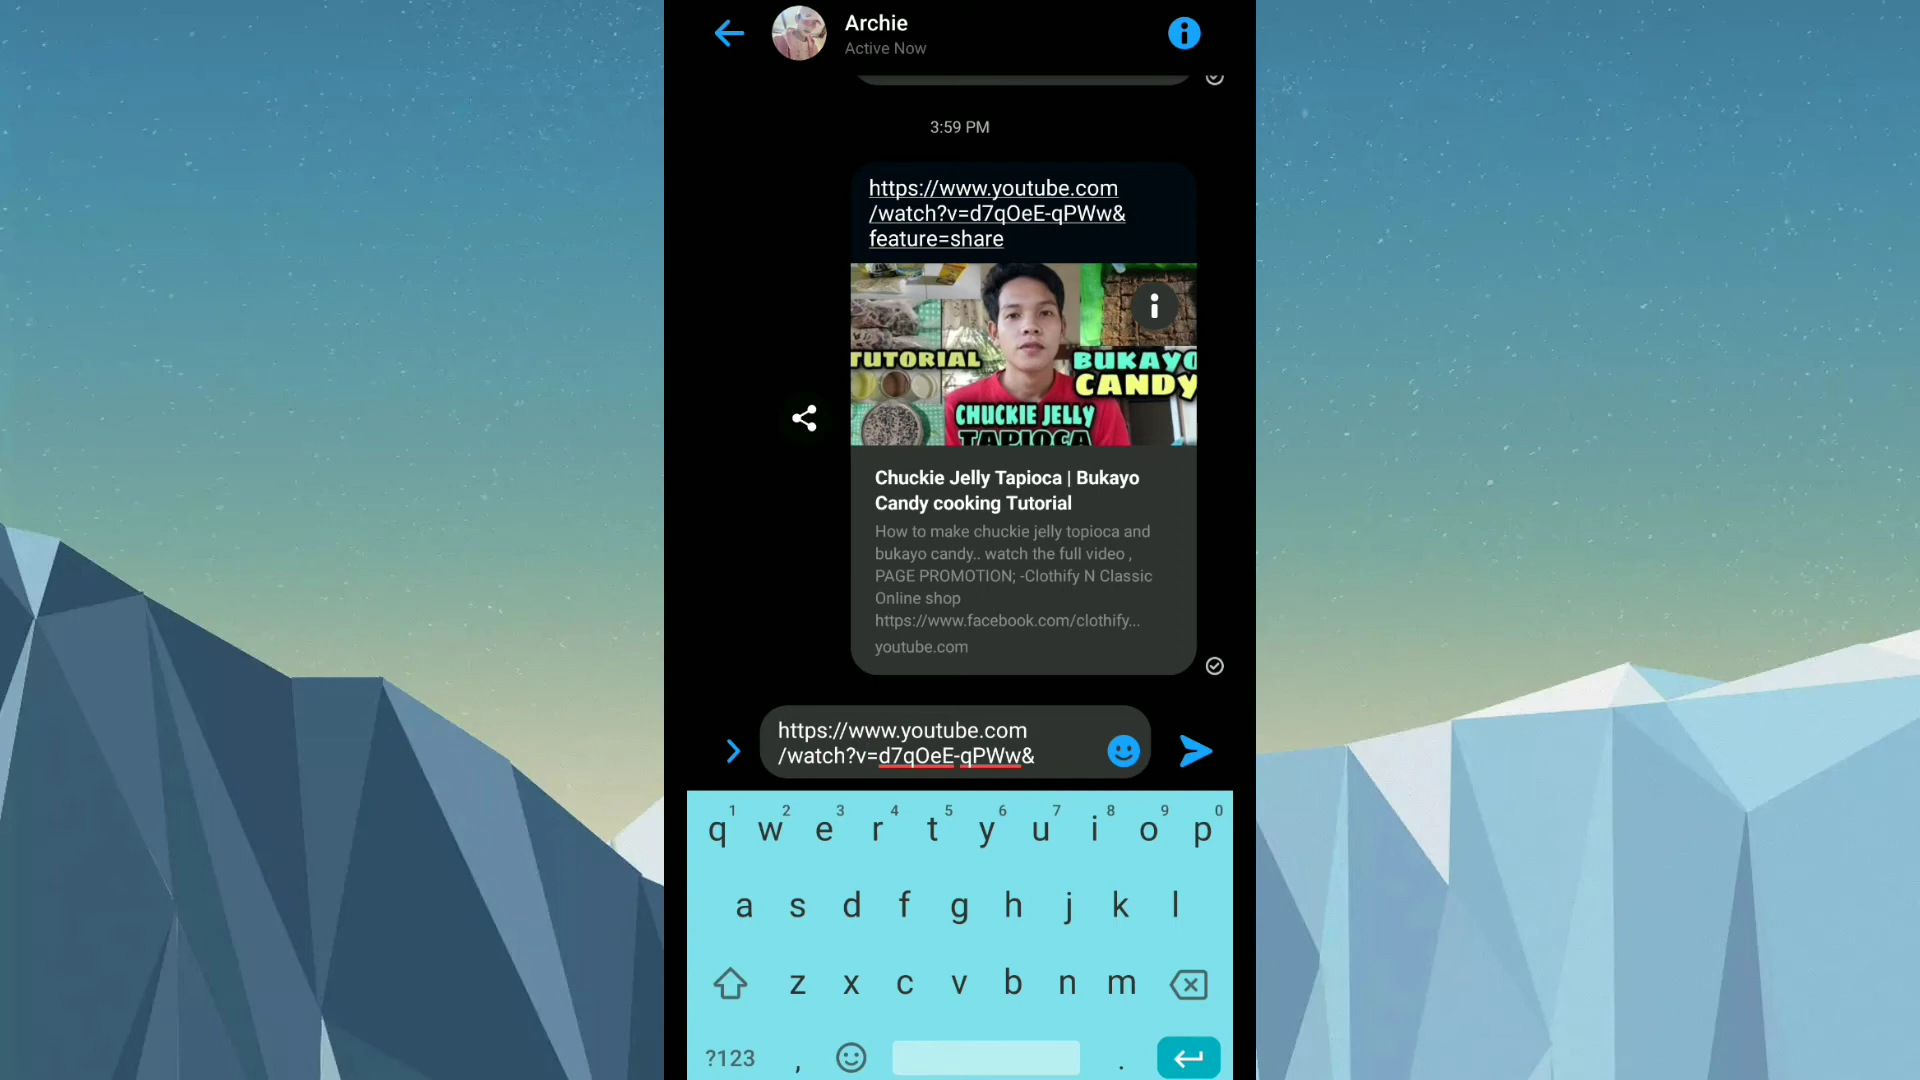 Archie
Active Now
3:59 PM
https://www.youtube.com
/watch?v=d7qOeE-qPWw&
feature=share
TUTORIAL
BUKAYO
CANDY
CHUCKIE JELLY
TAPIOCA
Chuckie Jelly Tapioca | Bukayo
Candy cooking Tutorial
How to make chuckie jelly topioca and
bukayo candy.. watch the full video ,
PAGE PROMOTION; -Clothify N Classic
Online shop
https://www.facebook.com/clothify...
youtube.com
https://www.youtube.com
/watch?v=d7qOeE-qPWw&
1 2 3 4 5 6 7 8 9 0
q w e r t y u i o p
a s d f g h j k l
z x c v b n m
?123 , .